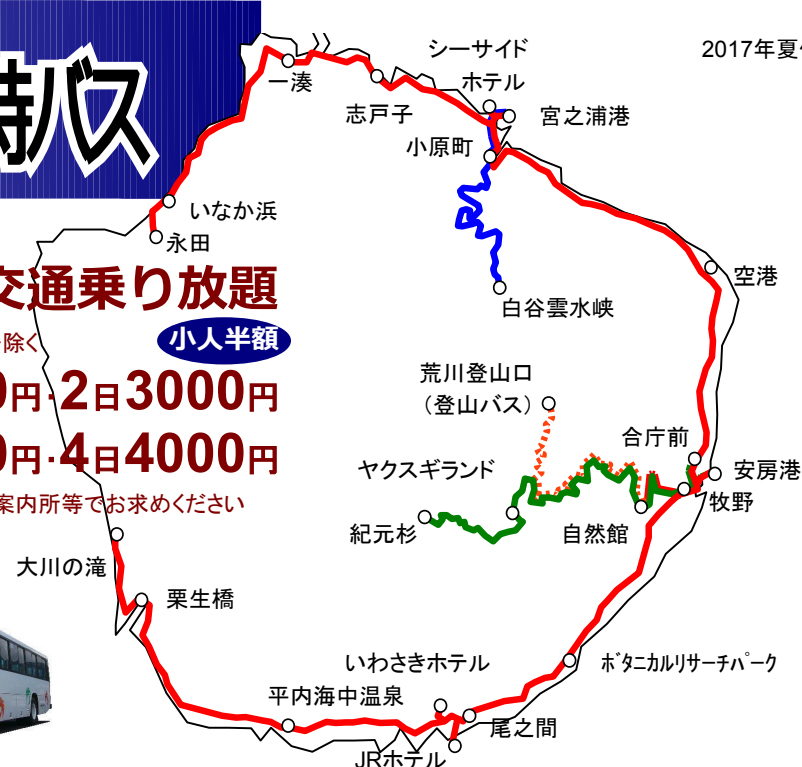 シーサイド
ホテル
2017年夏
一湊
志戸子
宮之浦港
小原町
バス
いなか浜
永田
空港
白谷雲水峡
交通乗り放題
除く
小人半額
0円・2日3000円
0円・4日4000円
案内所等でお求めください
荒川登山口
（登山バス）
合庁前
ヤクスギランド
安房港
牧野
紀元杉
自然館
大川の滝
栗生橋
いわさきホテル
ﾎﾞﾀﾆｶﾙﾘｻｰﾁﾊﾟｰｸ
平内海中温泉
尾之間
JRホテル